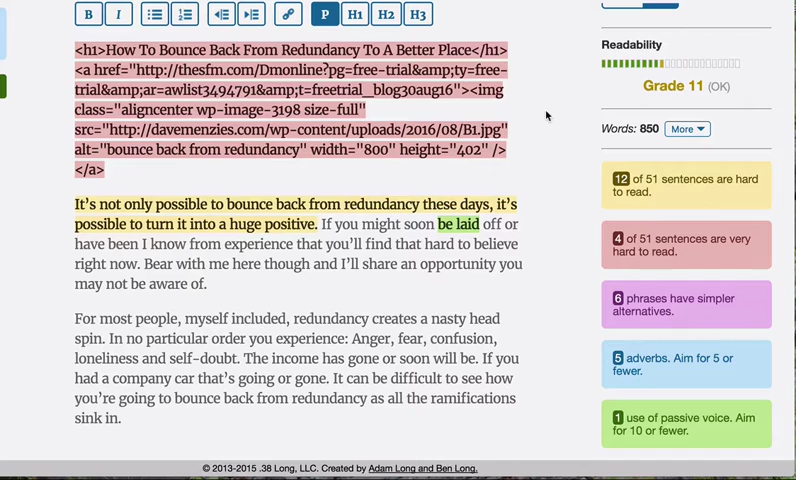 B I P H1 H2 H3
<h1>How To Bounce Back From Redundancy To A Better Place</h1>
<a href="http://thesfm.com/Dmonline?pg=free-trial&amp;ty=free-
trial&amp;ar=awlist3494791&amp;t=freetrial_blog30aug16"><img
class="aligncenter wp-image-3198 size-full"
src="http://davemenzies.com/wp-content/uploads/2016/08/B1.jpg"
alt="bounce back from redundancy" width="800" height="402" />
</a>
It’s not only possible to bounce back from redundancy these days, it’s
possible to turn it into a huge positive. If you might soon be laid off or
have been I know from experience that you’ll find that hard to believe
right now. Bear with me here though and I’ll share an opportunity you
may not be aware of.
For most people, myself included, redundancy creates a nasty head
spin. In no particular order you experience: Anger, fear, confusion,
loneliness and self-doubt. The income has gone or soon will be. If you
had a company car that’s going or gone. It can be difficult to see how
you’re going to bounce back from redundancy as all the ramifications
sink in.
Readability
Grade 11 (OK)
Words: 850 More
12 of 51 sentences are hard
to read.
4 of 51 sentences are very
hard to read.
6 phrases have simpler
alternatives.
5 adverbs. Aim for 5 or
fewer.
1 use of passive voice. Aim
for 10 or fewer.
© 2013-2015 .38 Long, LLC. Created by Adam Long and Ben Long.